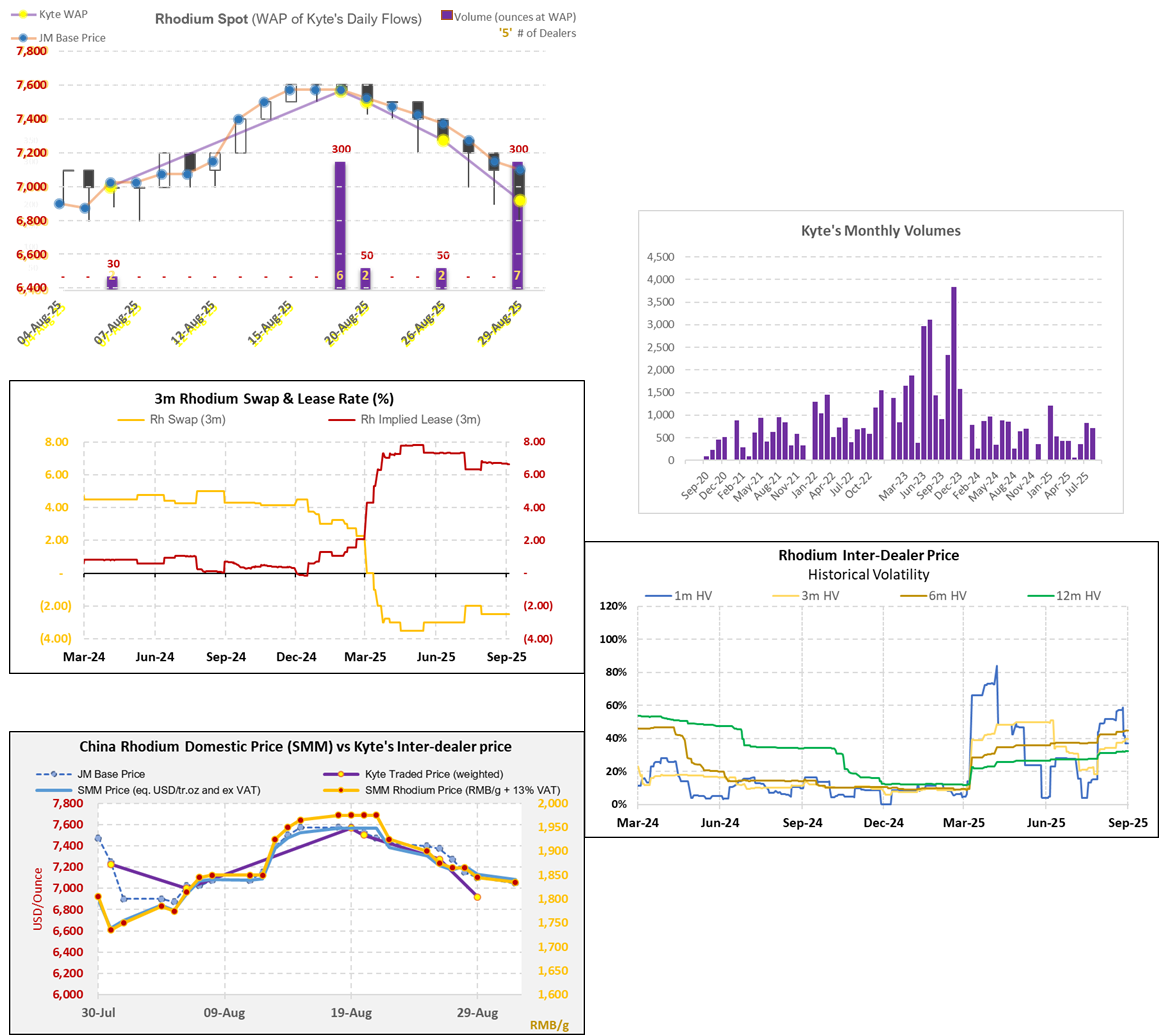 Kyte WAP
Rhodium Spot (WAP of Kyte's Daily Flows)
Volume (ounces at WAP)
JM Base Price
'5' # of Dealers
7,800
7,600
7,400
7,200
7,000
6,800
6,600
6,400
300
300
30
50
50
2
6
2
2
7
04-Aug-25
07-Aug-25
12-Aug-25
15-Aug-25
20-Aug-25
26-Aug-25
29-Aug-25
Kyte's Monthly Volumes
4,500
4,000
3,500
3,000
2,500
2,000
1,500
1,000
500
0
Sep-20
Dec-20
Feb-21
May-21
Aug-21
Nov-21
Jan-22
Apr-22
Jul-22
Oct-22
Mar-23
Jun-23
Sep-23
Dec-23
Feb-24
May-24
Aug-24
Nov-24
Jan-25
Apr-25
Jul-25
3m Rhodium Swap & Lease Rate (%)
Rh Swap (3m)
Rh Implied Lease (3m)
8.00
6.00
4.00
2.00
-
(2.00)
(4.00)
8.00
6.00
4.00
2.00
-
(2.00)
(4.00)
Mar-24
Jun-24
Sep-24
Dec-24
Mar-25
Jun-25
Sep-25
Rhodium Inter-Dealer Price
Historical Volatility
1m HV
3m HV
6m HV
12m HV
120%
100%
80%
60%
40%
20%
0%
Mar-24
Jun-24
Sep-24
Dec-24
Mar-25
Jun-25
Sep-25
China Rhodium Domestic Price (SMM) vs Kyte's Inter-dealer price
JM Base Price
Kyte Traded Price (weighted)
SMM Price (eq. USD/tr.oz and ex VAT)
SMM Rhodium Price (RMB/g + 13% VAT)
7,800
7,600
7,400
7,200
7,000
6,800
6,600
6,400
6,200
6,000
USD/Ounce
2,000
1,950
1,900
1,850
1,800
1,750
1,700
1,650
1,600
30-Jul
09-Aug
19-Aug
29-Aug
RMB/g